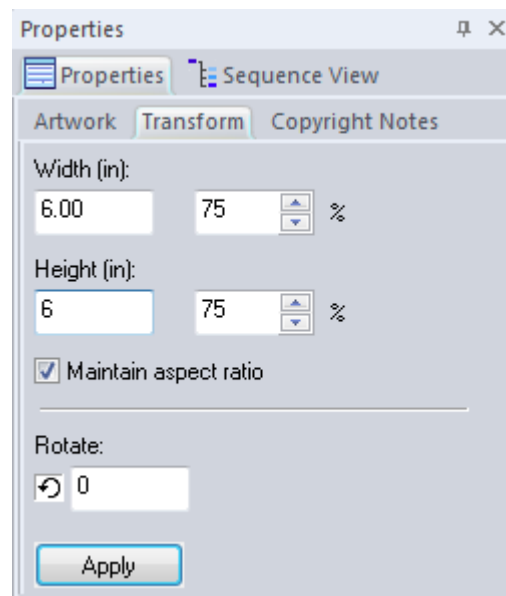 Properties
Properties Sequence View
Artwork Transform Copyright Notes
Width (in):
6.00 75 %
Height (in):
6 75 %
Maintain aspect ratio
Rotate:
0
Apply